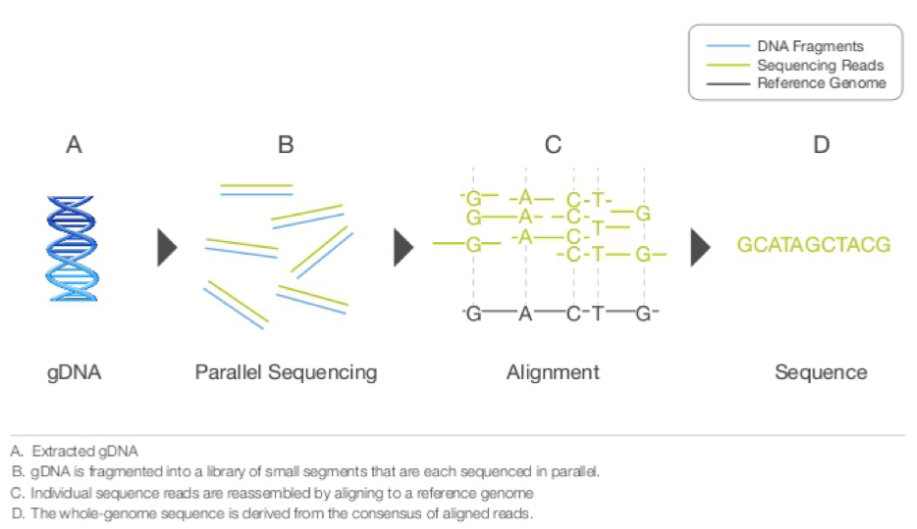 DNA Fragments
Sequencing Reads
Reference Genome
A
B
C
D
-G— -A— C-T-
G— A- -C- —G
-A— C-T—
—G -C-T—G—
-G—A—C-T—G-
GCATAGCTACG
gDNA
Parallel Sequencing
Alignment
Sequence
A. Extracted gDNA
B. gDNA is fragmented into a library of small segments that are each sequenced in parallel.
C. Individual sequence reads are reassembled by aligning to a reference genome
D. The whole-genome sequence is derived from the consensus of aligned reads.